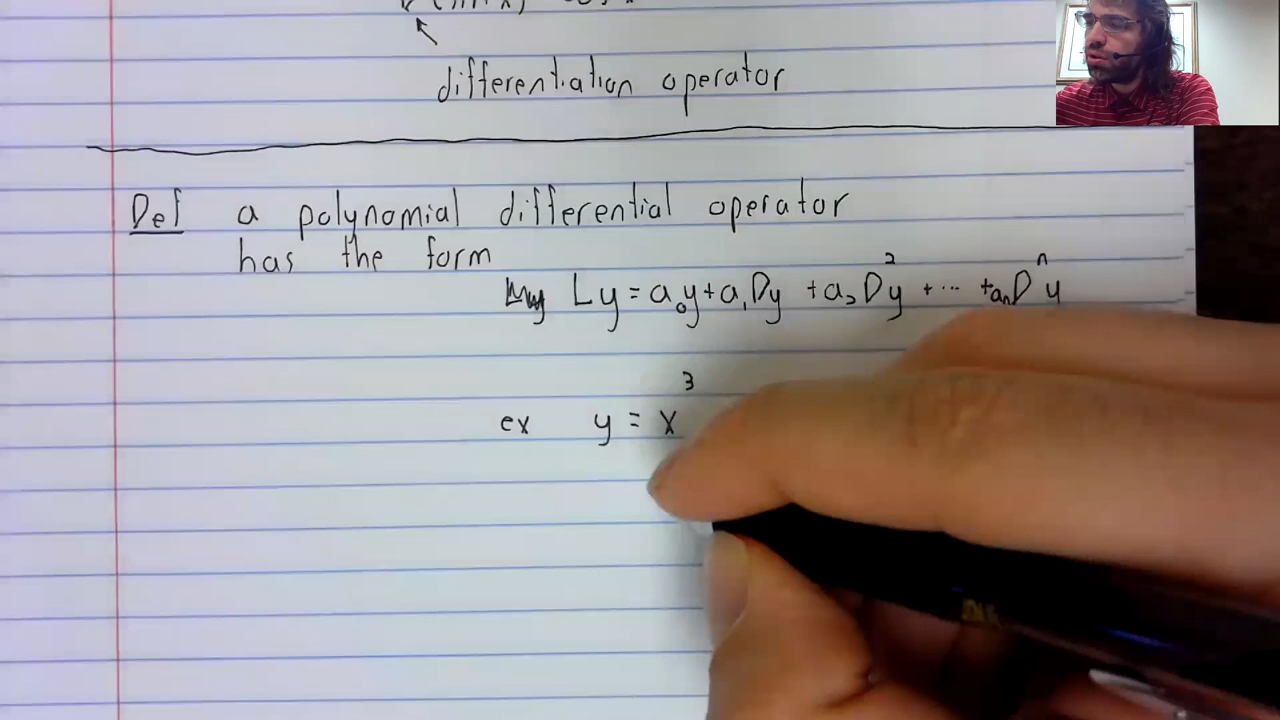 differentiation operator
Def a polynomial differential operator
has the form
Ly = a₀y + a₁Dy + a₂D²y + ⋯ + aₙDⁿy
ex y = x³